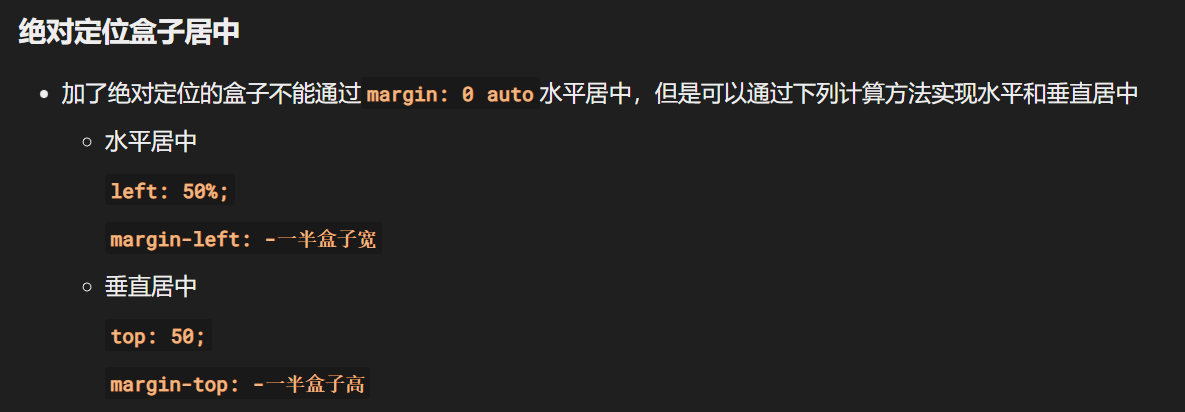 绝对定位盒子居中
加了绝对定位的盒子不能通过 margin: 0 auto 水平居中，但是可以通过下列计算方法实现水平和垂直居中
水平居中
left: 50%;
margin-left: -一半盒子宽
垂直居中
top: 50;
margin-top: -一半盒子高